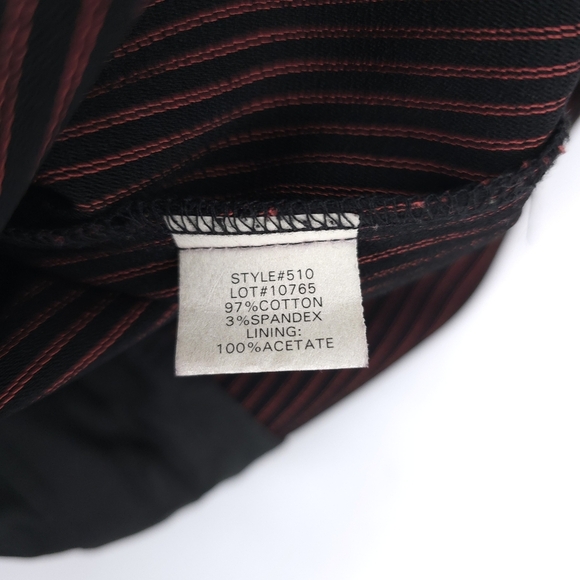 STYLE#510
LOT#10765
97%COTTON
3%SPANDEX
LINING:
100%ACETATE